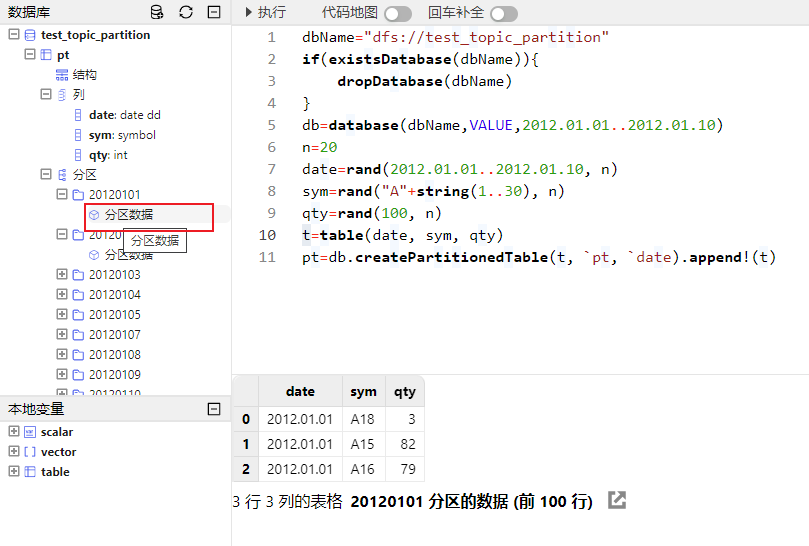 数据库
test_topic_partition
pt
结构
列
date: date dd
sym: symbol
qty: int
分区
20120101
分区数据
分区数据
分区数据
20120103
20120104
20120105
20120107
20120108
20120109
20120110
本地变量
scalar
vector
table
执行 代码地图 回车补全
1 dbName="dfs://test_topic_partition"
2 if(existsDatabase(dbName)){
3 dropDatabase(dbName)
4 }
5 db=database(dbName,VALUE,2012.01.01..2012.01.10)
6 n=20
7 date=rand(2012.01.01..2012.01.10, n)
8 sym=rand("A"+string(1..30), n)
9 qty=rand(100, n)
10 t=table(date, sym, qty)
11 pt=db.createPartitionedTable(t, `pt, `date).append!(t)
date sym qty
0 2012.01.01 A18 3
1 2012.01.01 A15 82
2 2012.01.01 A16 79
3 行 3 列的表格 20120101 分区的数据 (前 100 行)